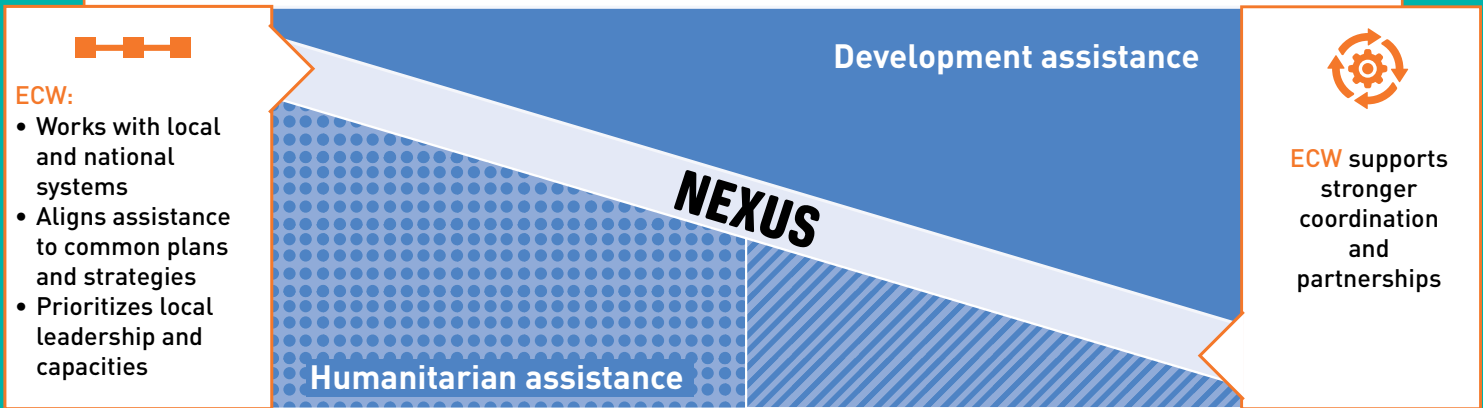 ECW:
• Works with local
and national
systems
• Aligns assistance
to common plans
and strategies
• Prioritizes local
leadership and
capacities
Development assistance
NEXUS
Humanitarian assistance
ECW supports
stronger
coordination
and
partnerships